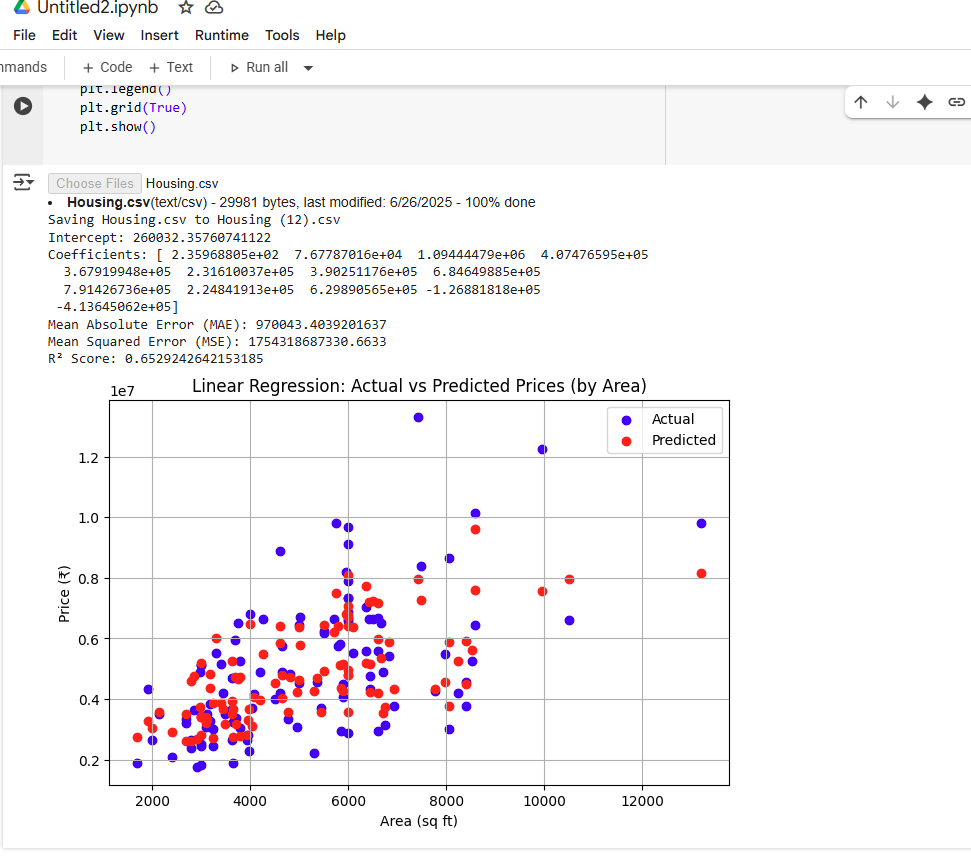 Untitled2.ipynb
File Edit View Insert Runtime Tools Help
mmands + Code + Text Run all
plt.legend()
plt.grid(True)
plt.show()
Choose Files Housing.csv
• Housing.csv(text/csv) - 29981 bytes, last modified: 6/26/2025 - 100% done
Saving Housing.csv to Housing (12).csv
Intercept: 260032.35760741122
Coefficients: [ 2.35968805e+02 7.67787016e+04 1.09444479e+06 4.07476595e+05
3.67919948e+05 2.31610037e+05 3.90251176e+05 6.84649885e+05
7.91426736e+05 2.24841913e+05 6.29890565e+05 -1.26881818e+05
-4.13645062e+05]
Mean Absolute Error (MAE): 970043.4039201637
Mean Squared Error (MSE): 1754318687330.6633
R² Score: 0.6529242642153185
Linear Regression: Actual vs Predicted Prices (by Area)
1e7
Actual
Predicted
1.2
1.0
0.8
0.6
0.4
0.2
Price (₹)
2000 4000 6000 8000 10000 12000
Area (sq ft)